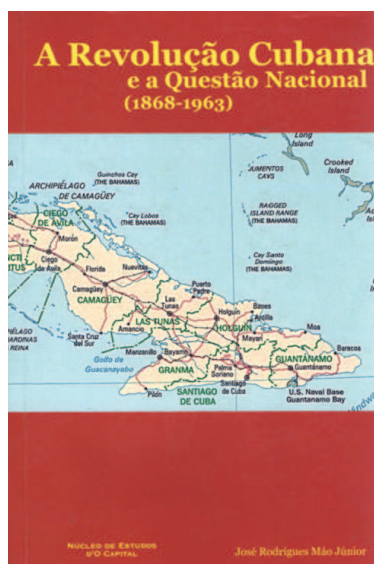 A Revolução Cubana
e a Questão Nacional
(1868-1963)
Long
Island
Crooked
Island
Guinchos Cay
(THE BAHAMAS)
JUMENTOS
CAYS
ARCHIPIÉLAGO
DE CAMAGÜEY
RAGGED
ISLAND RANGE
(THE BAHAMAS)
Cay Lobos
(THE BAHAMAS)
CIEGO
DE AVILA
Morón
Cay Santo
Domingo
(THE BAHAMAS)
Ciego
de Avila
Florida
Nuevitas
Puerto
Padre
Camagüey
CAMAGÜEY
Las
Tunas
Holguín
Banes
Antilla
LAS TUNAS
HOLGUÍN
Moa
Santa Cruz
del Sur
Amancio
Mayarí
Baracoa
Manzanillo
Bayamo
GUANTÁNAMO
Golfo de
Guacanayabo
GRANMA
Palma
Soriano
Guantánamo
Pilón
Santiago
de Cuba
SANTIAGO
DE CUBA
U.S. Naval Base
Guantanamo Bay
NÚCLEO DE ESTUDOS
D'O CAPITAL
José Rodrigues Máo Júnior